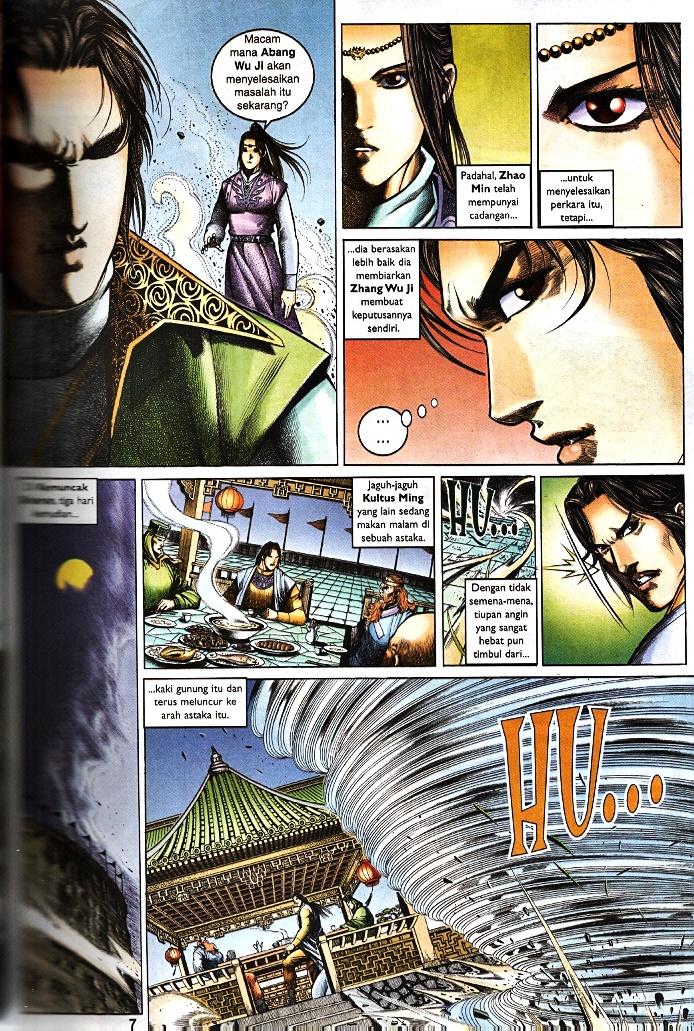 Macam
mana Abang
Wu Ji akan
menyelesaikan
masalah itu
sekarang?
Padahal, Zhao
Min telah
mempunyai
cadangan...
...untuk
menyelesaikan
perkara itu,
tetapi...
...dia berasakan
lebih baik dia
membiarkan
Zhang Wu Ji
membuat
keputusannya
sendiri.
...
...
tiga hari
kemudian...
Jaguh-jaguh
Kultus Ming
yang lain sedang
makan malam di
sebuah astaka.
HU...
Dengan tidak
semena-mena,
tiupan angin
yang sangat
hebat pun
timbul dari...
...kaki gunung itu dan
terus meluncur ke
arah astaka itu.
HU...
7